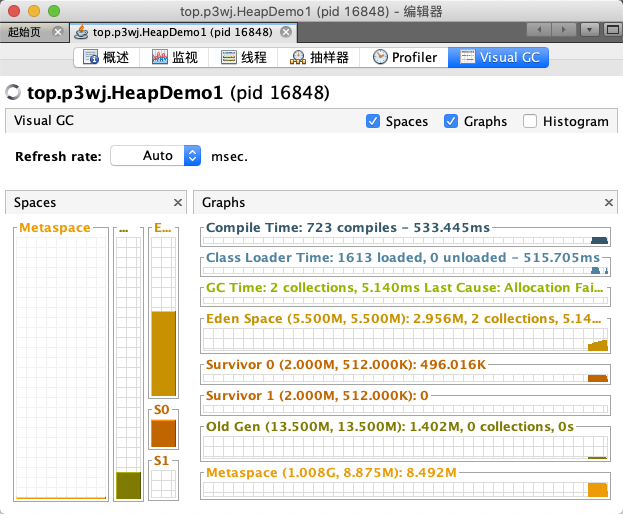 top.p3wj.HeapDemo1 (pid 16848) - 编辑器
起始页 top.p3wj.HeapDemo1 (pid 16848)
概述 监视 线程 抽样器 Profiler Visual GC
top.p3wj.HeapDemo1 (pid 16848)
Visual GC Spaces Graphs Histogram
Refresh rate: Auto msec.
Spaces
Metaspace ... E...
S0
S1
Graphs
Compile Time: 723 compiles - 533.445ms
Class Loader Time: 1613 loaded, 0 unloaded - 515.705ms
GC Time: 2 collections, 5.140ms Last Cause: Allocation Fai...
Eden Space (5.500M, 5.500M): 2.956M, 2 collections, 5.14...
Survivor 0 (2.000M, 512.000K): 496.016K
Survivor 1 (2.000M, 512.000K): 0
Old Gen (13.500M, 13.500M): 1.402M, 0 collections, 0s
Metaspace (1.008G, 8.875M): 8.492M